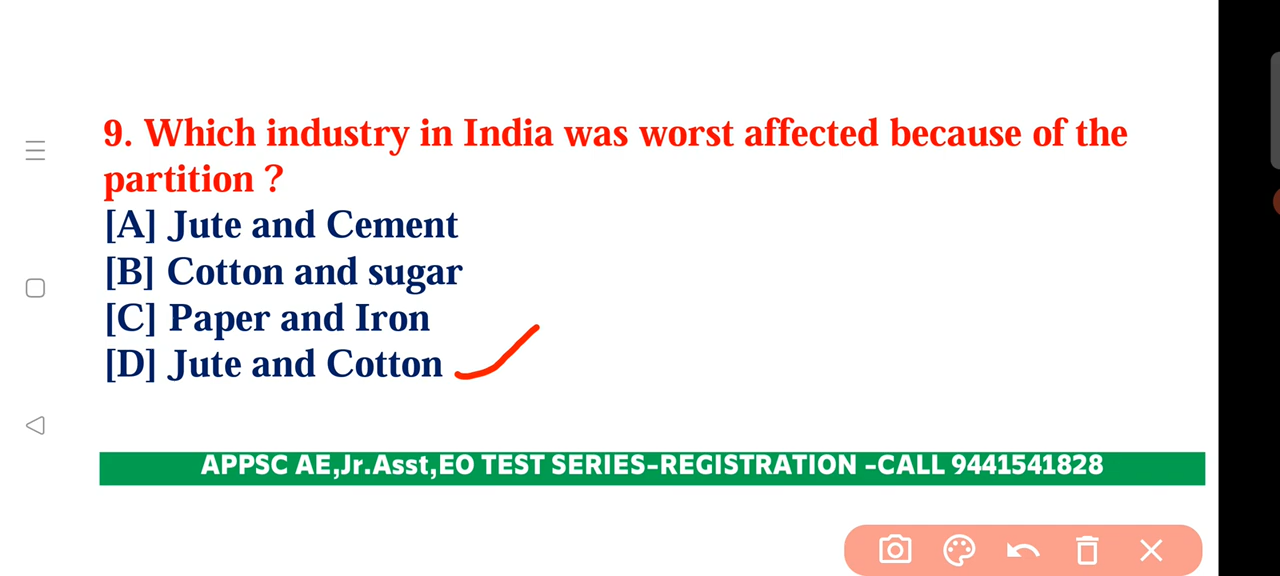 9. Which industry in India was worst affected because of the
partition ?
[A] Jute and Cement
[B] Cotton and sugar
[C] Paper and Iron
[D] Jute and Cotton
APPSC AE,Jr.Asst,EO TEST SERIES-REGISTRATION -CALL 9441541828